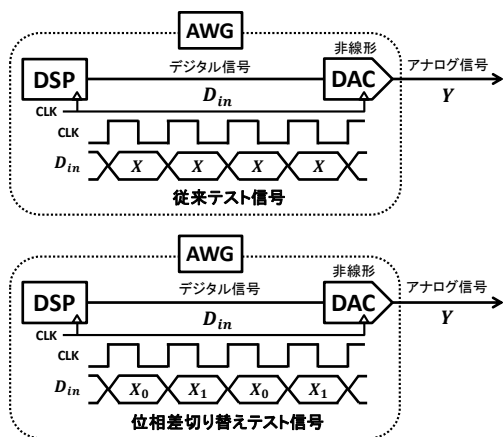 AWG
非線形
DSP
デジタル信号
DAC
アナログ信号
D_in
Y
CLK
CLK
D_in X X X X
従来テスト信号
AWG
非線形
DSP
デジタル信号
DAC
アナログ信号
D_in
Y
CLK
CLK
D_in X_0 X_1 X_0 X_1
位相差切り替えテスト信号